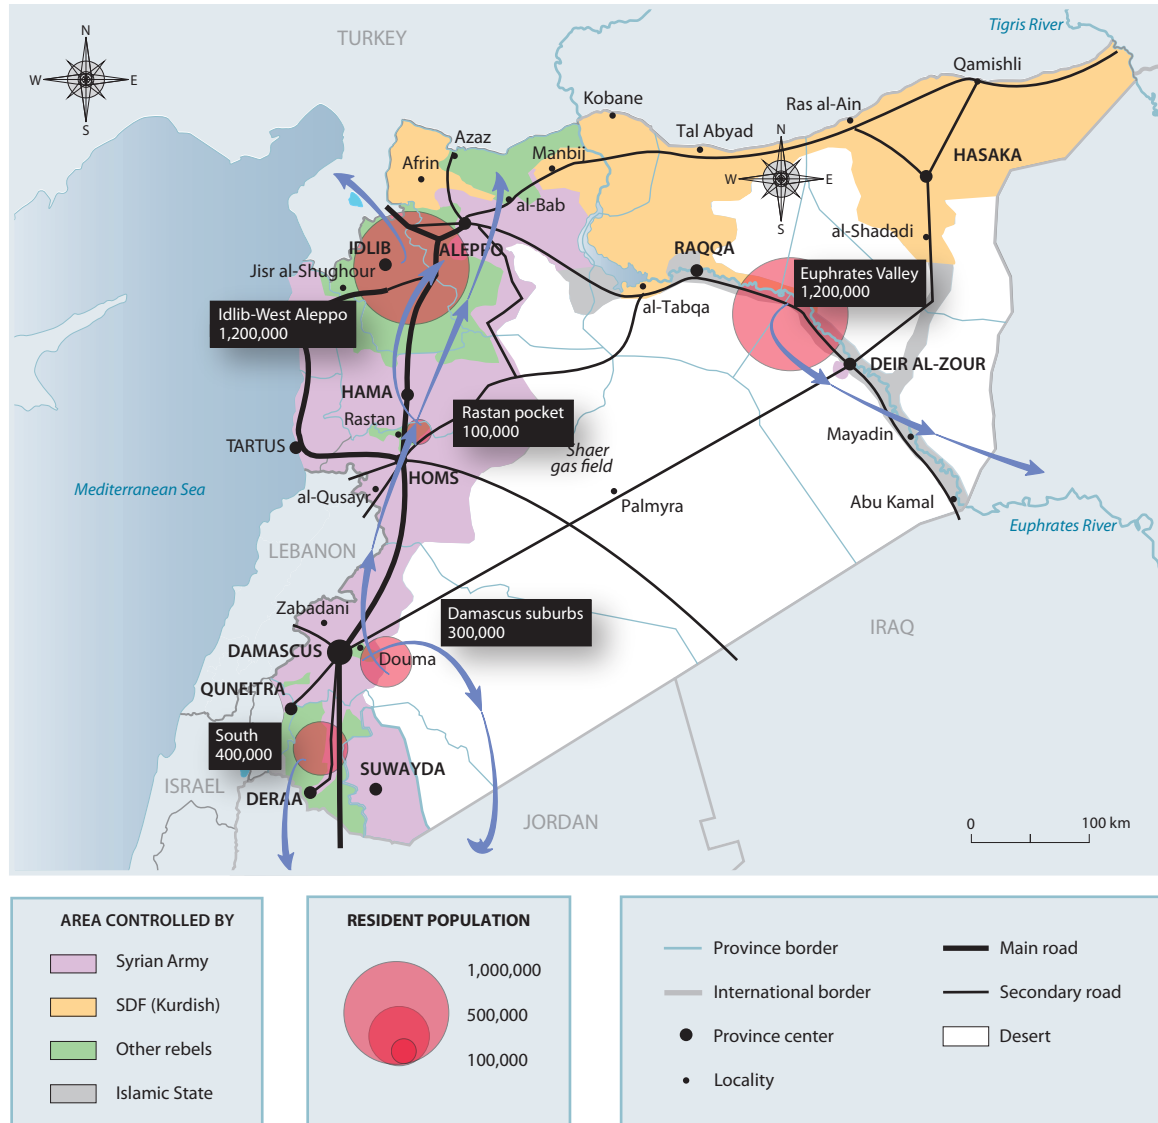 N
W
E
S
TURKEY
Tigris River
Qamishli
Kobane
Ras al-Ain
Azaz
Tal Abyad
N
W
E
S
Afrin
Manbij
HASAKA
al-Bab
al-Shadadi
IDLIB
ALEPPO
RAQQA
Jisr al-Shughour
Euphrates Valley
1,200,000
al-Tabqa
Idlib-West Aleppo
1,200,000
DEIR AL-ZOUR
HAMA
Rastan
Rastan pocket
100,000
Mayadin
TARTUS
Shaer
gas field
HOMS
Mediterranean Sea
al-Qusayr
Palmyra
Abu Kamal
Euphrates River
LEBANON
Zabadani
Damascus suburbs
300,000
IRAQ
DAMASCUS
Douma
QUNEITRA
South
400,000
SUWAYDA
ISRAEL
DERAA
JORDAN
0
100 km
AREA CONTROLLED BY
Syrian Army
SDF (Kurdish)
Other rebels
Islamic State
RESIDENT POPULATION
1,000,000
500,000
100,000
Province border
International border
Province center
Locality
Main road
Secondary road
Desert